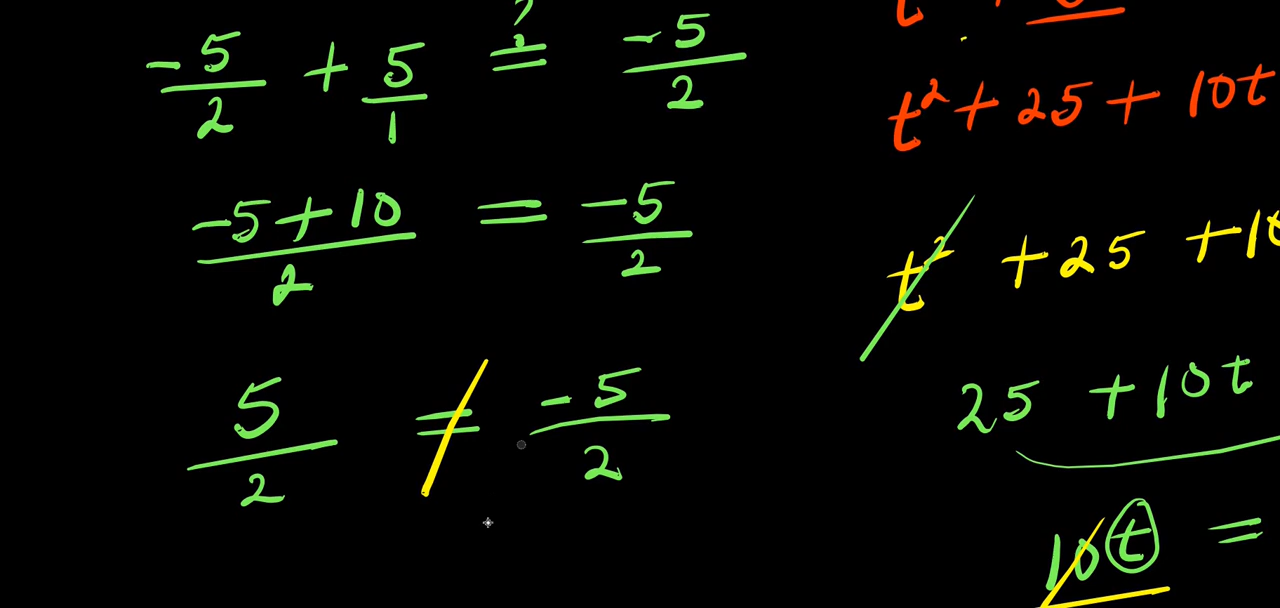 -5/2 + 5/1 ≟ -5/2
(-5+10)/2 = -5/2
5/2 ≠ -5/2
t² + 25 + 10t
t² + 25 + 10
25 + 10t
10t =